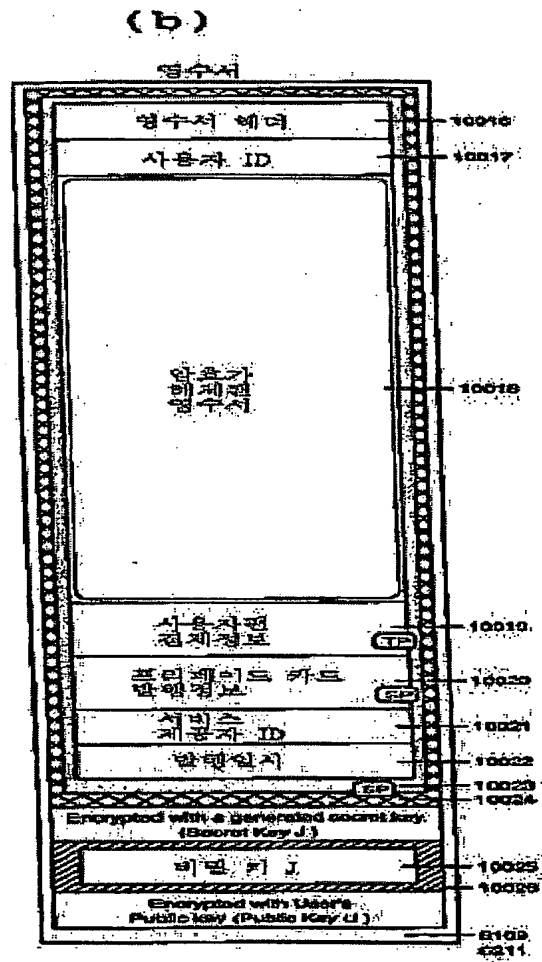 (b)
영수서
영수서 헤더
10016
사용자 ID
10017
암호가
해제된
영수서
10018
사용자편
결제정보
TP
10019
프리페이드 카드
발행정보
SP
10020
서비스
제공자 ID
10021
발행일시
10022
SP
10023
10024
Encrypted with a generated secret key.
(Secret Key J)
비밀 키 J
10025
10026
Encrypted with User's
Public key (Public Key U)